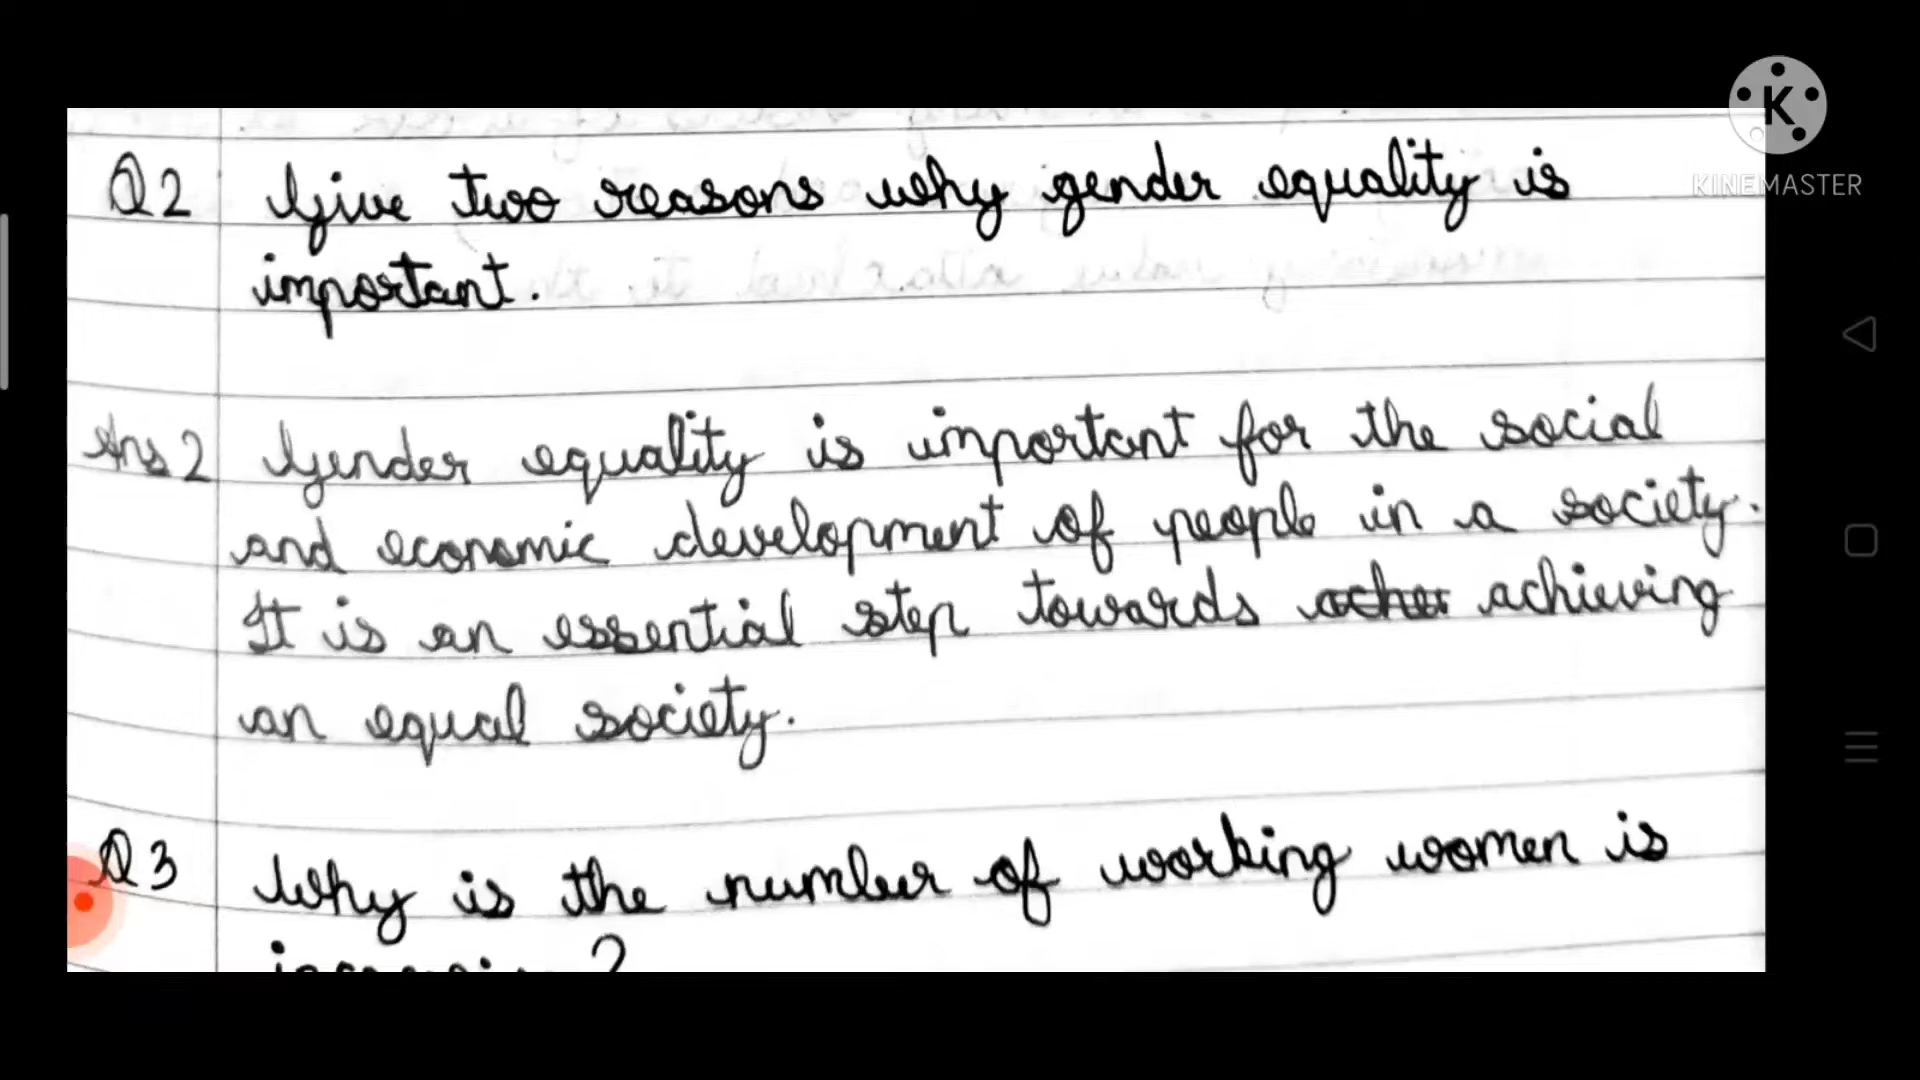 Q2 Give two reasons why gender equality is
important.
Ans 2 Gender equality is important for the social
and economic development of people in a society.
It is an essential step towards achieving
an equal society.
Q3 Why is the number of working women is
K
KINEMASTER